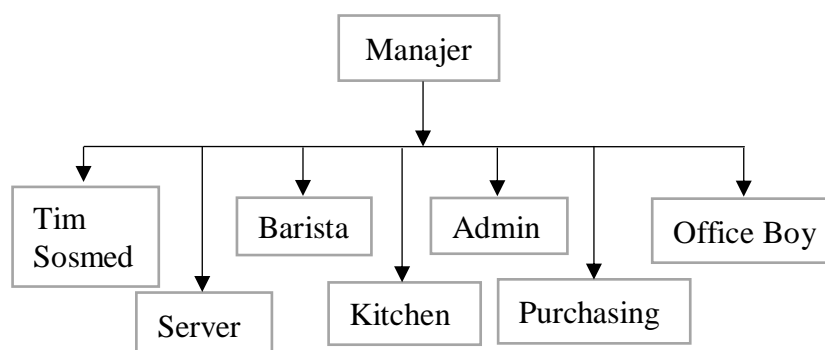 Manajer
Tim
Sosmed
Barista
Admin
Office Boy
Server
Kitchen
Purchasing